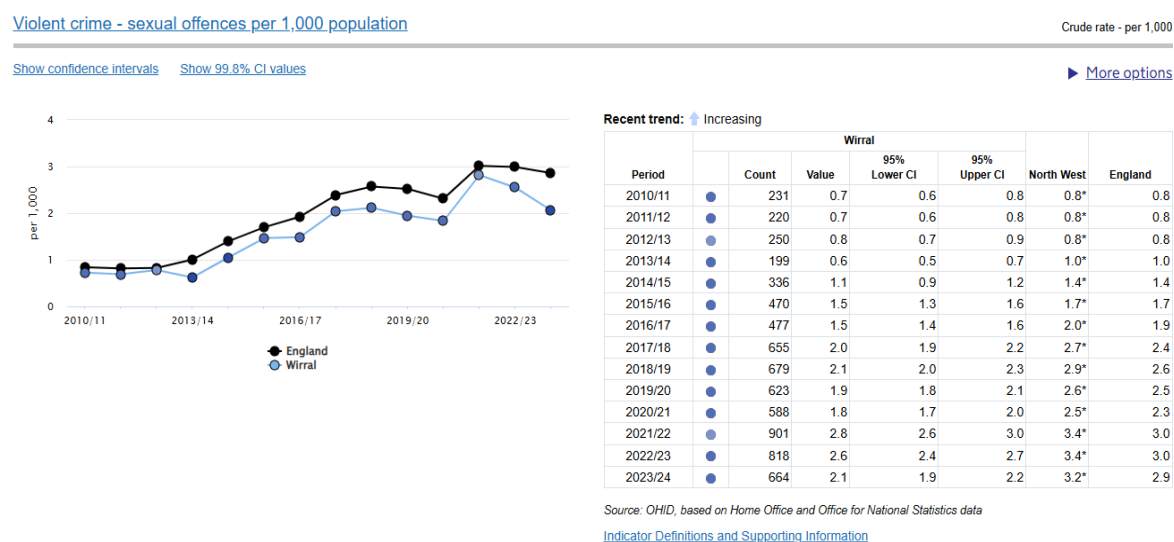 Violent crime - sexual offences per 1,000 population
Crude rate - per 1,000
Show confidence intervals Show 99.8% CI values
More options
4
3
2
1
0
per 1,000
2010/11 2013/14 2016/17 2019/20 2022/23
England
Wirral
Recent trend: Increasing
Wirral
Period Count Value 95% Lower CI 95% Upper CI North West England
2010/11 231 0.7 0.6 0.8 0.8* 0.8
2011/12 220 0.7 0.6 0.8 0.8* 0.8
2012/13 250 0.8 0.7 0.9 0.8* 0.8
2013/14 199 0.6 0.5 0.7 1.0* 1.0
2014/15 336 1.1 0.9 1.2 1.4* 1.4
2015/16 470 1.5 1.3 1.6 1.7* 1.7
2016/17 477 1.5 1.4 1.6 2.0* 1.9
2017/18 655 2.0 1.9 2.2 2.7* 2.4
2018/19 679 2.1 2.0 2.3 2.9* 2.6
2019/20 623 1.9 1.8 2.1 2.6* 2.5
2020/21 588 1.8 1.7 2.0 2.5* 2.3
2021/22 901 2.8 2.6 3.0 3.4* 3.0
2022/23 818 2.6 2.4 2.7 3.4* 3.0
2023/24 664 2.1 1.9 2.2 3.2* 2.9
Source: OHID, based on Home Office and Office for National Statistics data
Indicator Definitions and Supporting Information